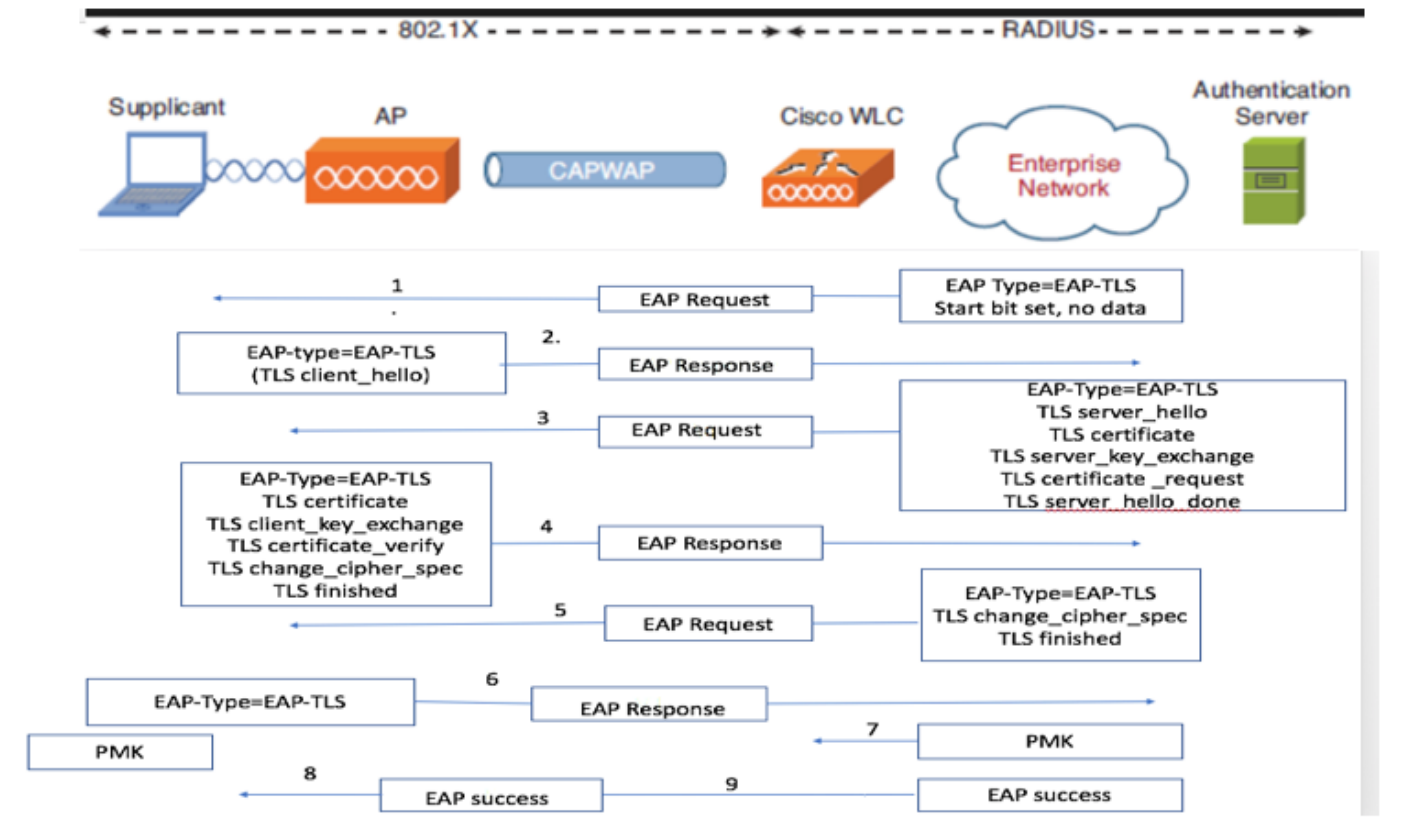 802.1X
RADIUS
Supplicant
AP
CAPWAP
Cisco WLC
Enterprise
Network
Authentication
Server
1
.
EAP Request
EAP Type=EAP-TLS
Start bit set, no data
EAP-type=EAP-TLS
(TLS client_hello)
2.
EAP Response
3
EAP Request
EAP-Type=EAP-TLS
TLS server_hello
TLS certificate
TLS server_key_exchange
TLS certificate _request
TLS server_hello_done
EAP-Type=EAP-TLS
TLS certificate
TLS client_key_exchange
TLS certificate_verify
TLS change_cipher_spec
TLS finished
4
EAP Response
5
EAP Request
EAP-Type=EAP-TLS
TLS change_cipher_spec
TLS finished
EAP-Type=EAP-TLS
6
EAP Response
PMK
7
PMK
8
EAP success
9
EAP success